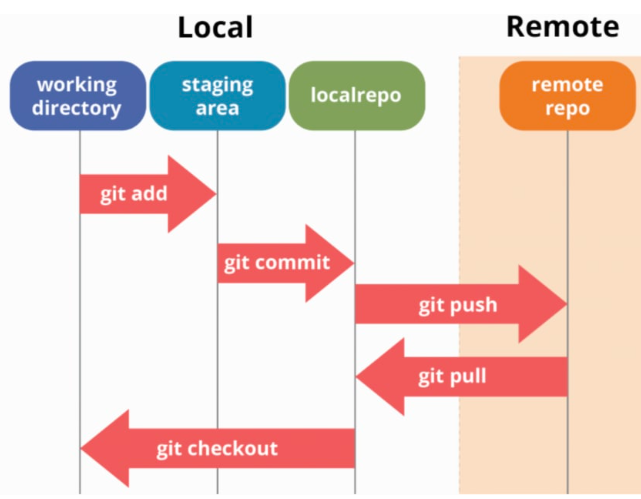 Local
Remote
working
directory
staging
area
localrepo
remote
repo
git add
git commit
git push
git pull
git checkout